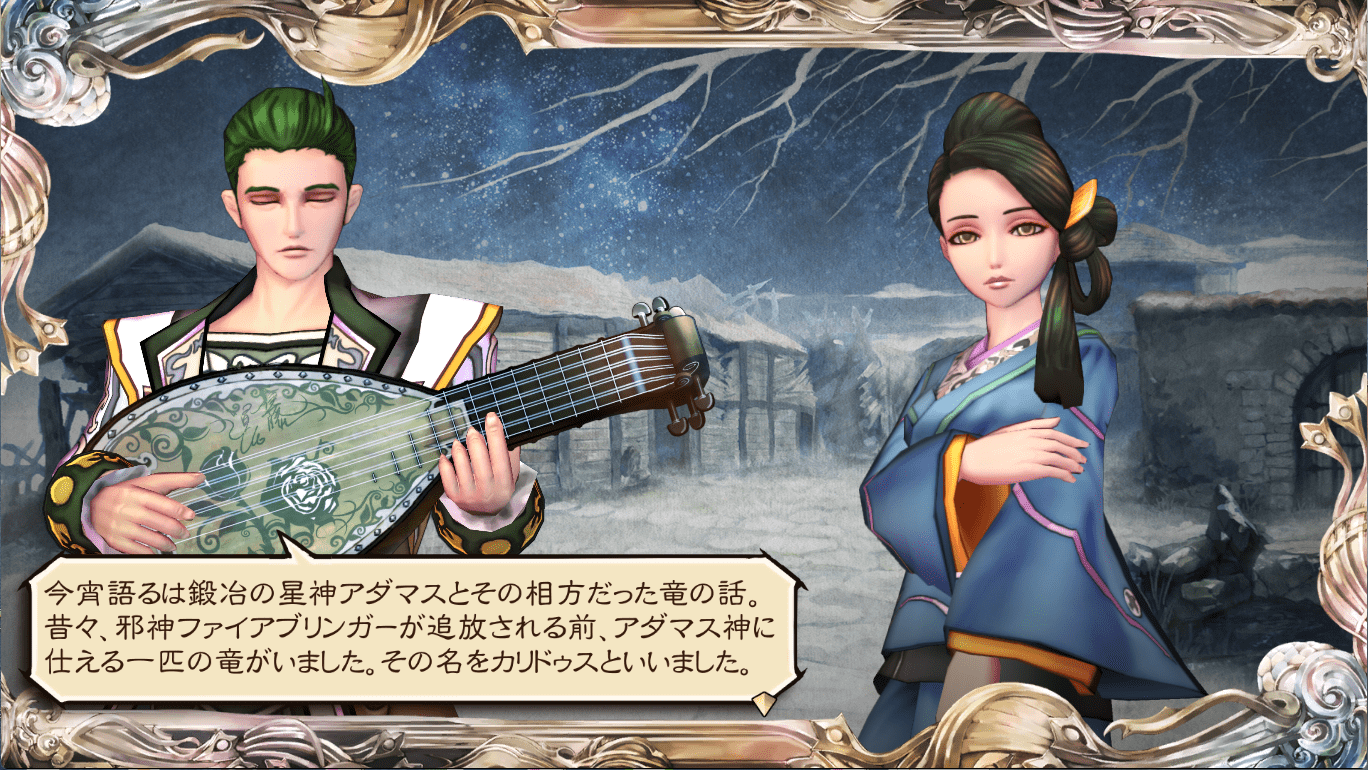 今宵語るは鍛冶の星神アダマスとその相方だった竜の話。
昔々、邪神ファイアブリンガーが追放される前、アダマス神に
仕える一匹の竜がいました。その名をカリドゥスといいました。